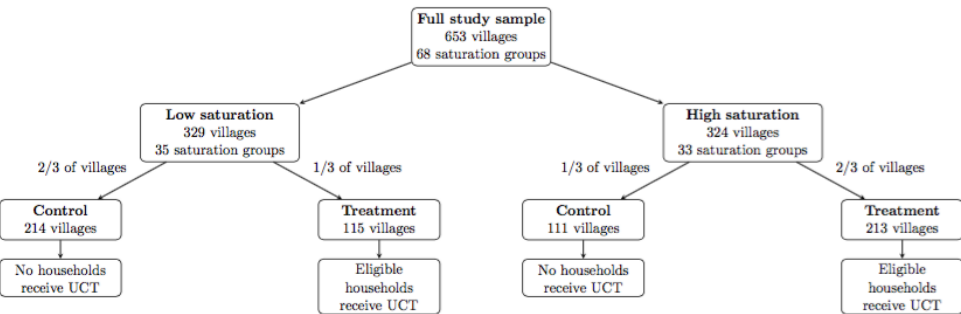 Full study sample
653 villages
68 saturation groups
Low saturation
329 villages
35 saturation groups
High saturation
324 villages
33 saturation groups
2/3 of villages
1/3 of villages
1/3 of villages
2/3 of villages
Control
214 villages
Treatment
115 villages
Control
111 villages
Treatment
213 villages
No households
receive UCT
Eligible
households
receive UCT
No households
receive UCT
Eligible
households
receive UCT